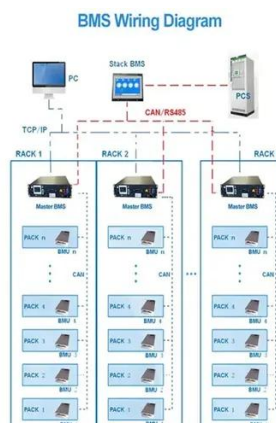 BMS Wiring Diagram
Stack BMS
PC
PCS
CAN/RS485
TCP/IP
RACK 1
RACK 2
RACK
Master BMS
Master BMS
Master BMS
PACK n
BMU n
PACK n
BMU n
PACK n
BMU n
CAN
CAN
CAN
PACK 4
BMU 4
PACK 4
BMU 4
PACK 4
BMU 4
PACK 3
BMU 3
PACK 3
BMU 3
PACK 3
BMU 3
PACK 2
BMU 2
PACK 2
BMU 2
PACK 2
BMU 2
PACK 1
PACK 1
PACK 1